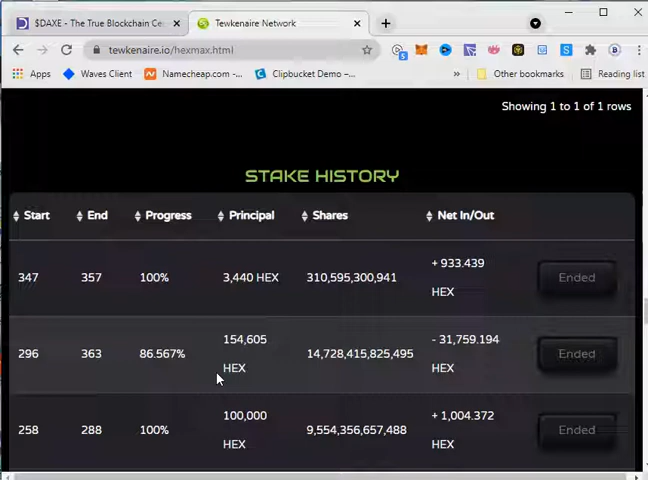 $DAXE - The True Blockchain Ce
Tewkenaire Network
tewkenaire.io/hexmax.html
5
S
B
Apps
Waves Client
Namecheap.com -...
Clipbucket Demo –...
»
Other bookmarks
Reading list
Showing 1 to 1 of 1 rows
STAKE HISTORY
Start End Progress Principal Shares Net In/Out
347 357 100% 3,440 HEX 310,595,300,941 + 933.439 HEX Ended
296 363 86.567% 154,605 HEX 14,728,415,825,495 - 31,759.194 HEX Ended
258 288 100% 100,000 HEX 9,554,356,657,488 + 1,004.372 HEX Ended